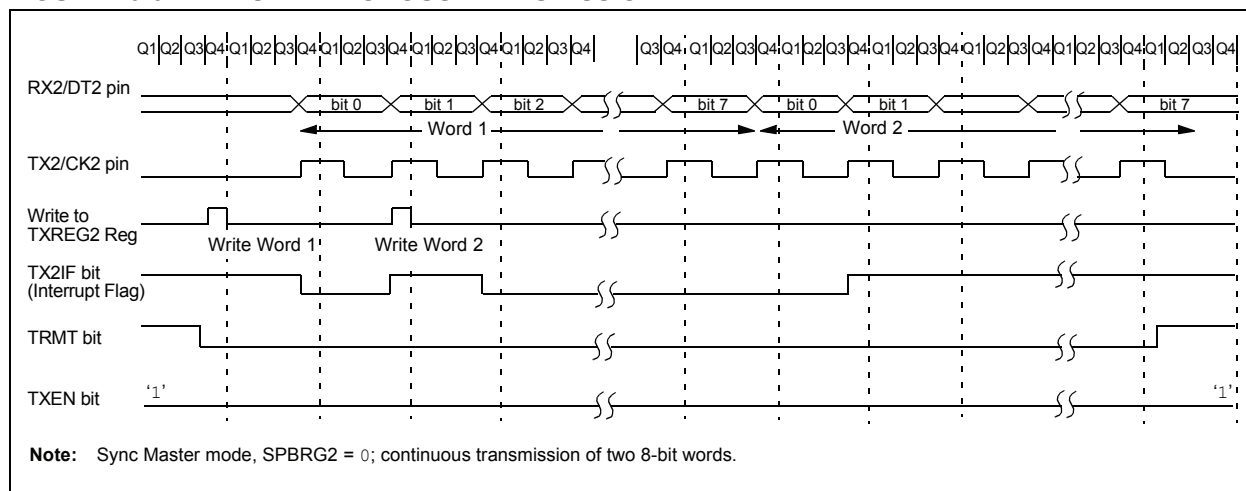 Q1 Q2 Q3 Q4 Q1 Q2 Q3 Q4 Q1 Q2 Q3 Q4 Q1 Q2 Q3 Q4 Q1 Q2 Q3 Q4 Q3 Q4 Q1 Q2 Q3 Q4 Q1 Q2 Q3 Q4 Q1 Q2 Q3 Q4 Q1 Q2 Q3 Q4 Q1 Q2 Q3 Q4 Q1 Q2 Q3 Q4
RX2/DT2 pin
bit 0 bit 1 bit 2 bit 7 bit 0 bit 1 bit 7
Word 1 Word 2
TX2/CK2 pin
Write to
TXREG2 Reg
Write Word 1 Write Word 2
TX2IF bit
(Interrupt Flag)
TRMT bit
TXEN bit
‘1’ ‘1’
Note: Sync Master mode, SPBRG2 = 0; continuous transmission of two 8-bit words.